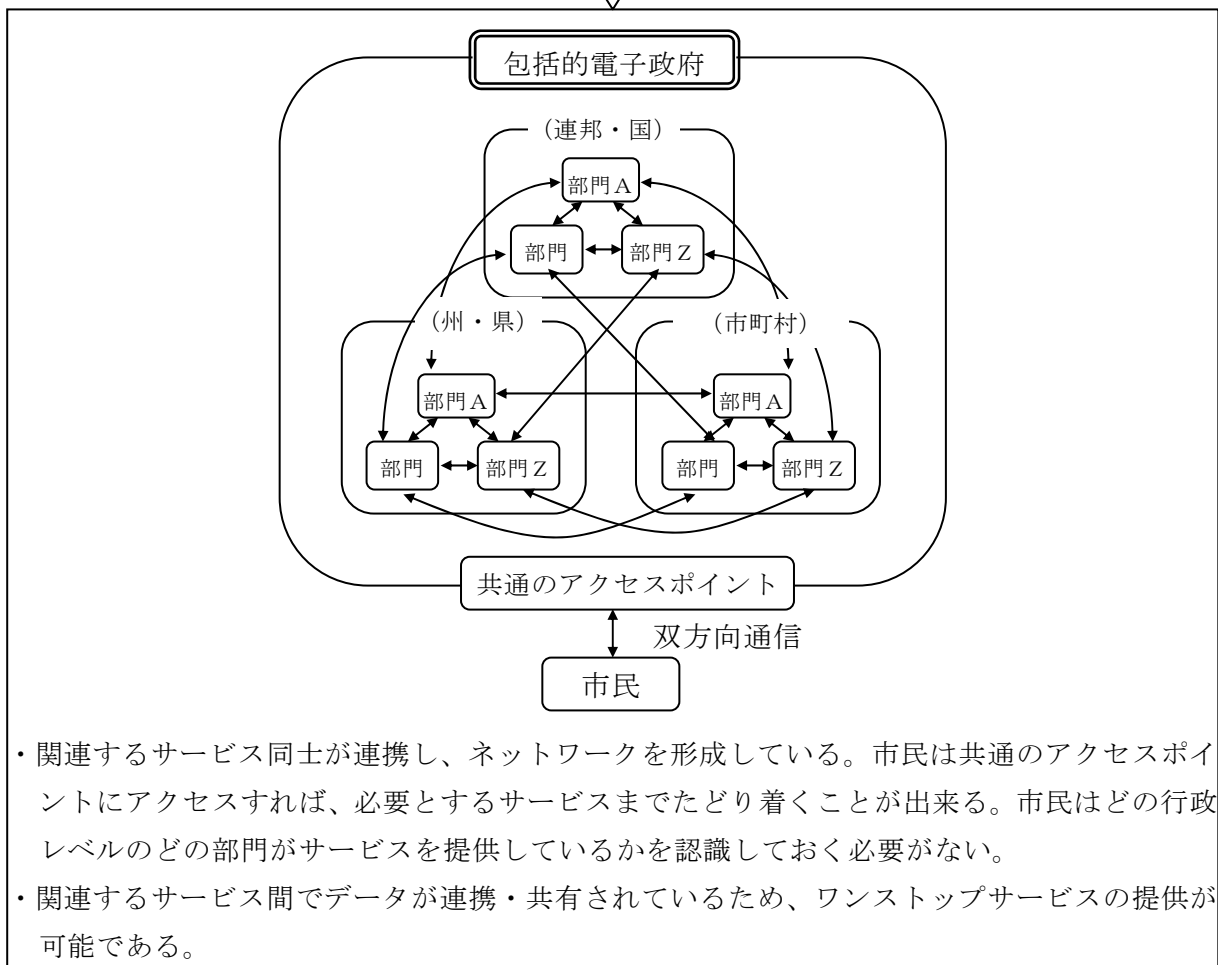 包括的電子政府
（連邦・国）
部門A
部門
部門Z
（州・県）
（市町村）
部門A
部門A
部門
部門Z
部門
部門Z
共通のアクセスポイント
双方向通信
市民
・関連するサービス同士が連携し、ネットワークを形成している。市民は共通のアクセスポイ
ントにアクセスすれば、必要とするサービスまでたどり着くことが出来る。市民はどの行政
レベルのどの部門がサービスを提供しているかを認識しておく必要がない。
・関連するサービス間でデータが連携・共有されているため、ワンストップサービスの提供が
可能である。